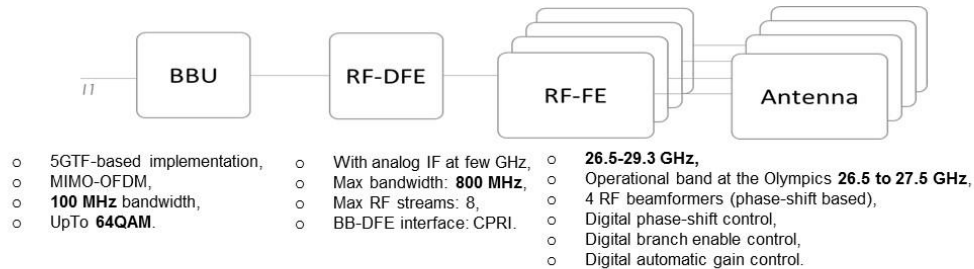 BBU
RF-DFE
RF-FE
Antenna
o 5GTF-based implementation,
o MIMO-OFDM,
o 100 MHz bandwidth,
o UpTo 64QAM.
o With analog IF at few GHz,
o Max bandwidth: 800 MHz,
o Max RF streams: 8,
o BB-DFE interface: CPRI.
o 26.5-29.3 GHz,
o Operational band at the Olympics 26.5 to 27.5 GHz,
o 4 RF beamformers (phase-shift based),
o Digital phase-shift control,
o Digital branch enable control,
o Digital automatic gain control.